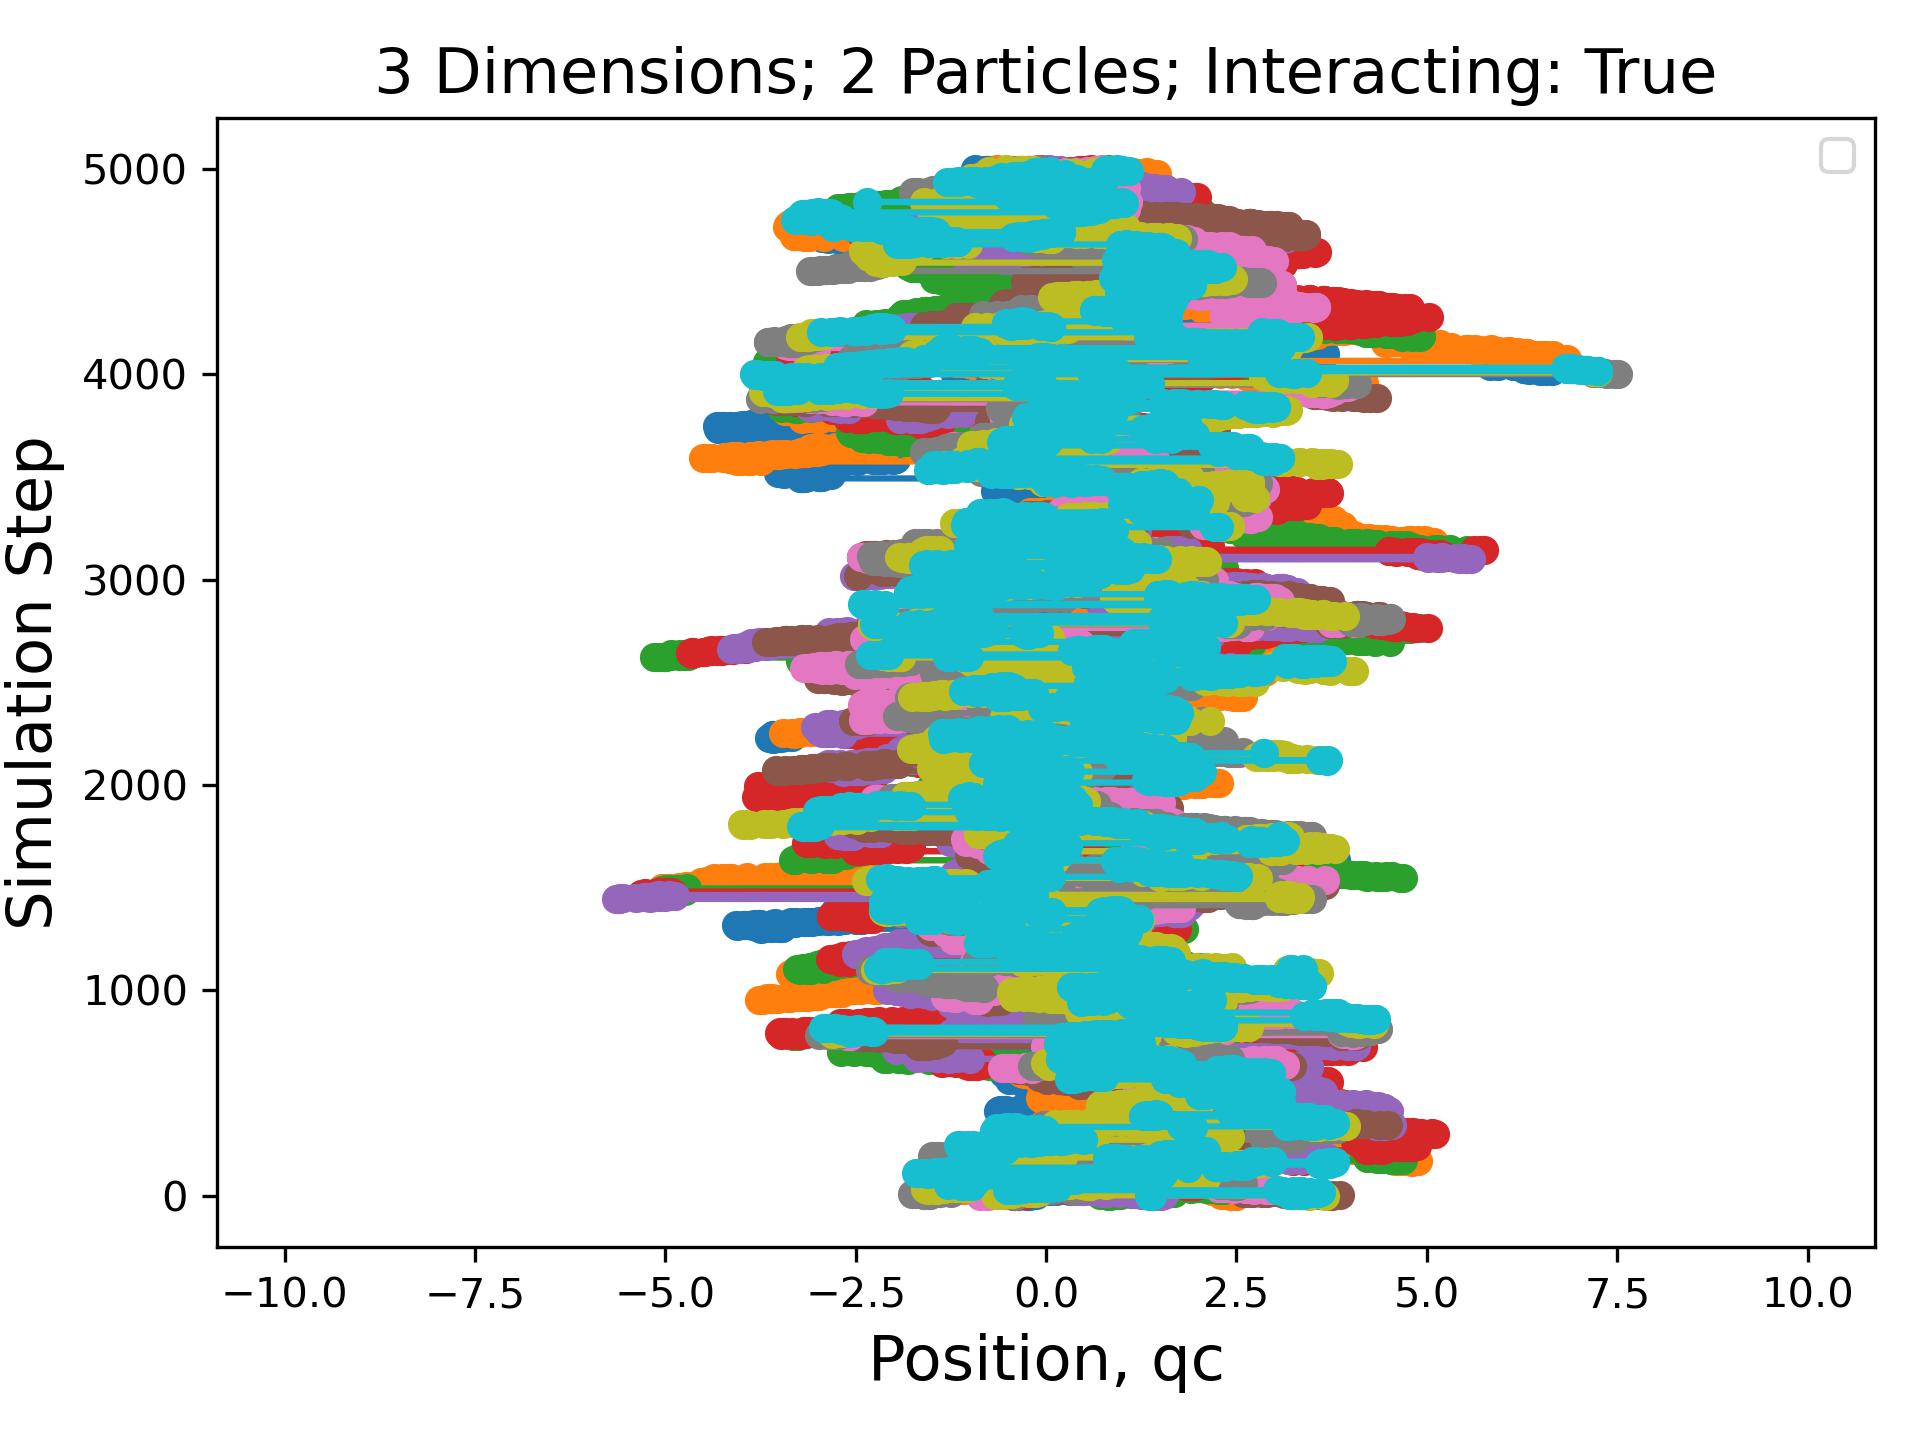 3 Dimensions; 2 Particles; Interacting: True
Simulation Step
5000
4000
3000
2000
1000
0
−10.0 −7.5 −5.0 −2.5 0.0 2.5 5.0 7.5 10.0
Position, qc